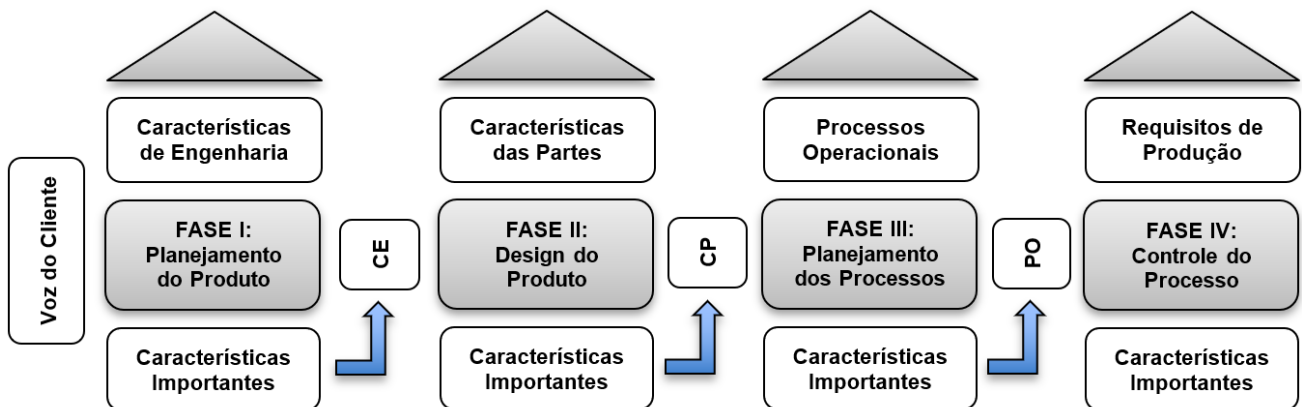 Características
de Engenharia
Características
das Partes
Processos
Operacionais
Requisitos de
Produção
Voz do Cliente
FASE I:
Planejamento
do Produto
CE
FASE II:
Design do
Produto
CP
FASE III:
Planejamento
dos Processos
PO
FASE IV:
Controle do
Processo
Características
Importantes
Características
Importantes
Características
Importantes
Características
Importantes